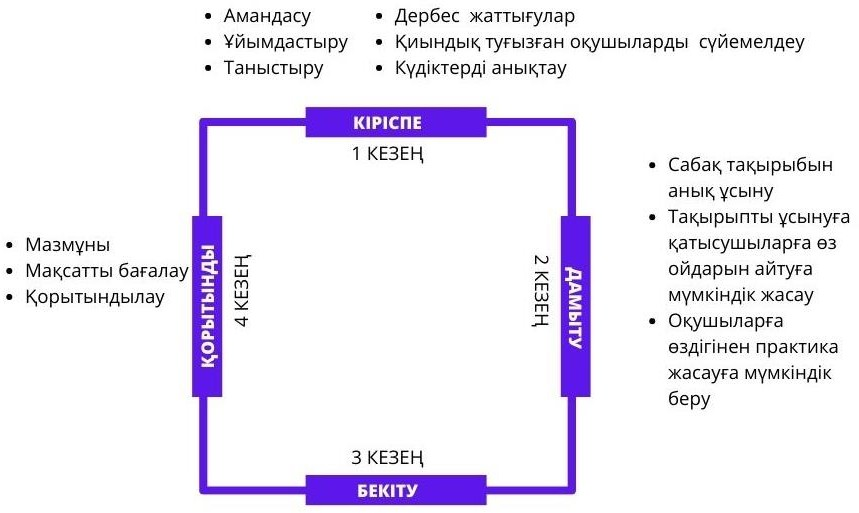 • Амандасу
• Ұйымдастыру
• Таныстыру
• Дербес жаттығулар
• Қиындық туғызған оқушыларды сүйемелдеу
• Күдіктерді анықтау
КІРІСПЕ
1 КЕЗЕҢ
• Сабақ тақырыбын
анық ұсыну
• Тақырыпты ұсынуға
қатысушыларға өз
ойдарын айтуға
мүмкіндік жасау
• Оқушыларға
өздігінен практика
жасауға мүмкіндік
беру
ДАМЫТУ
2 КЕЗЕҢ
3 КЕЗЕҢ
БЕКІТУ
• Мазмұны
• Мақсатты бағалау
• Қорытындылау
ҚОРЫТЫНДЫ
4 КЕЗЕҢ